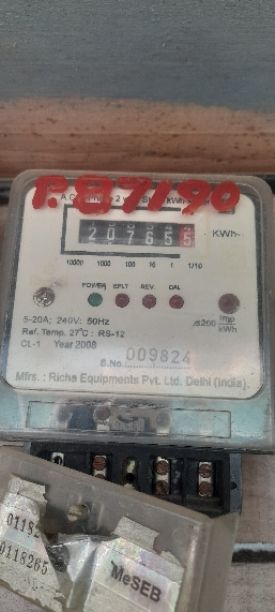 P.87190
207655
KWh
10000 1000 100 10 1 1/10
POWER EPLT REV. CAL
5-20A; 240V; 50Hz
Ref. Temp. 27°C : RS-12
CL-1 Year 2008
3200 imp/kWh
S.No. 009824
Mfrs. : Richa Equipments Pvt. Ltd. Delhi (India).
0118265
MeSEB